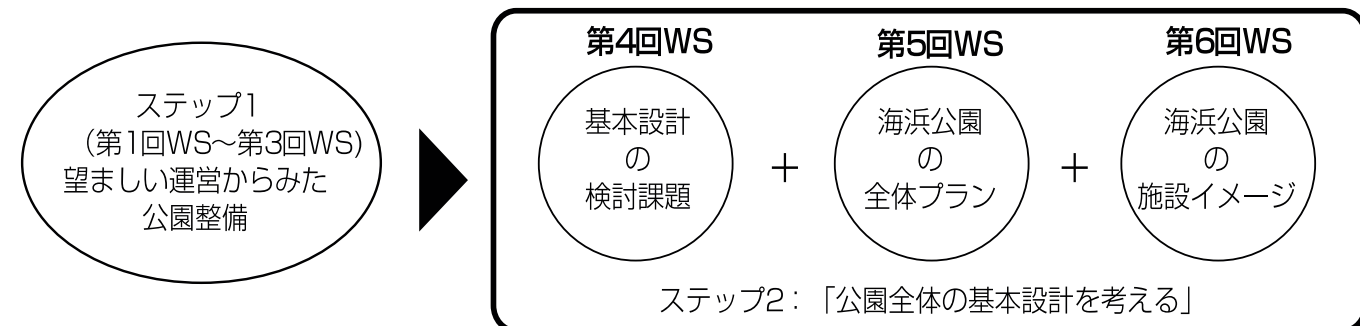 ステップ1
（第1回WS～第3回WS)
望ましい運営からみた
公園整備
第4回WS
基本設計
の
検討課題
+
第5回WS
海浜公園
の
全体プラン
+
第6回WS
海浜公園
の
施設イメージ
ステップ2：「公園全体の基本設計を考える」